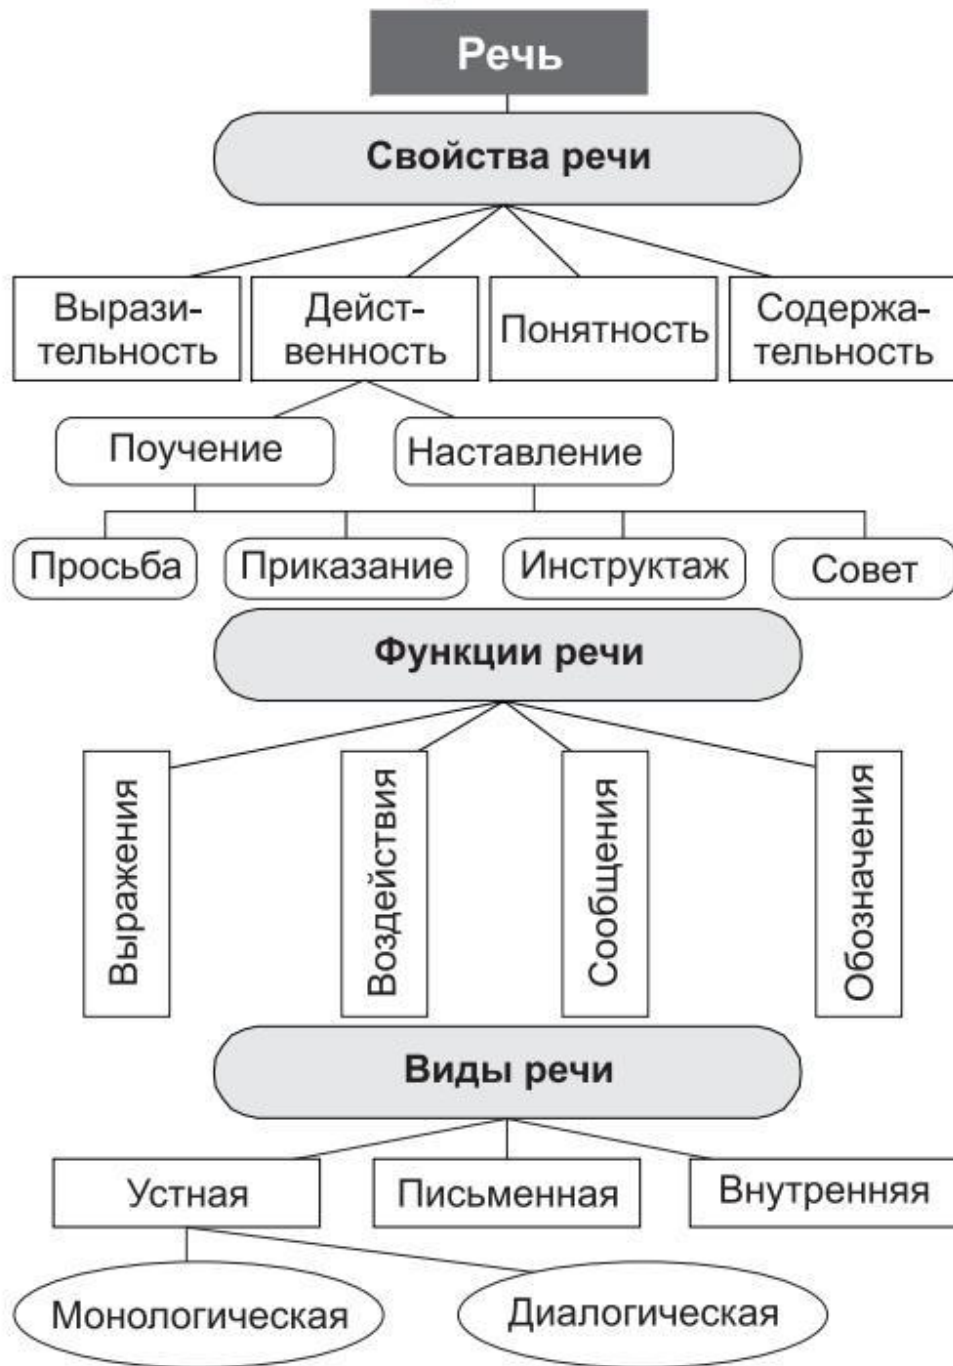 Речь
Свойства речи
Вырази-
тельность
Дейст-
венность
Понятность
Содержа-
тельность
Поучение
Наставление
Просьба
Приказание
Инструктаж
Совет
Функции речи
Выражения
Воздействия
Сообщения
Обозначения
Виды речи
Устная
Письменная
Внутренняя
Монологическая
Диалогическая